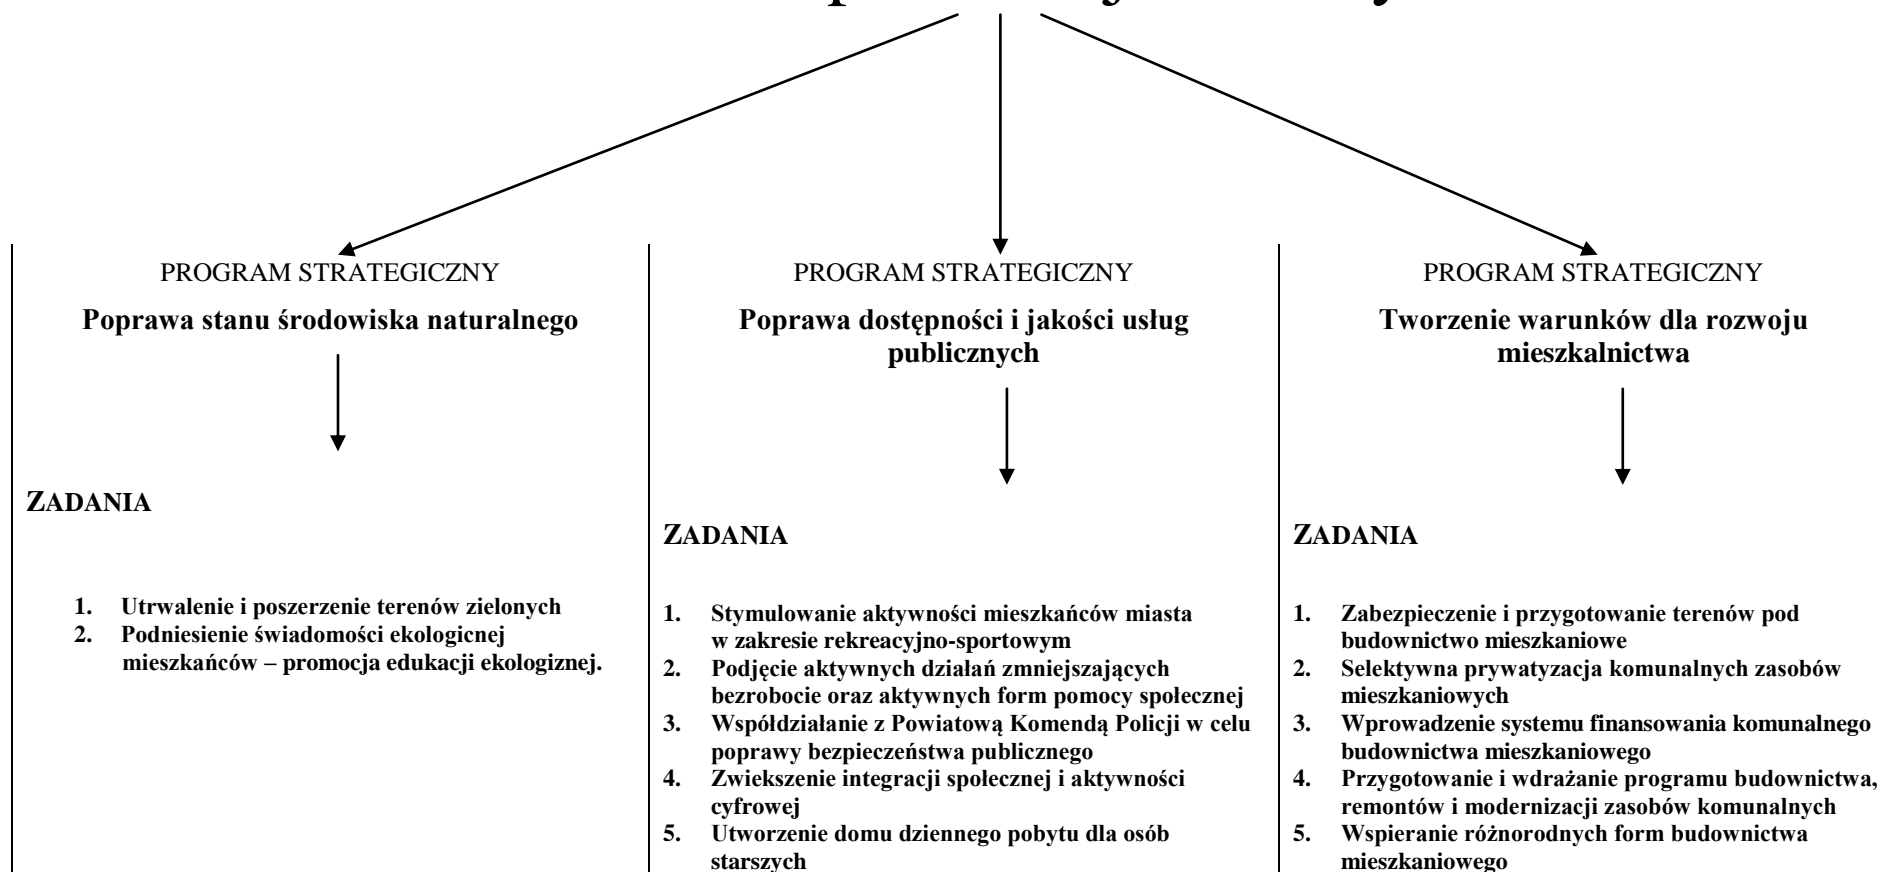 PROGRAM STRATEGICZNY
Poprawa stanu środowiska naturalnego
ZADANIA
1. Utrwalenie i poszerzenie terenów zielonych
2. Podniesienie świadomości ekologicnej
mieszkańców – promocja edukacji ekologiznej.
PROGRAM STRATEGICZNY
Poprawa dostępności i jakości usług
publicznych
ZADANIA
1. Stymulowanie aktywności mieszkańców miasta
w zakresie rekreacyjno-sportowym
2. Podjęcie aktywnych działań zmniejszających
bezrobocie oraz aktywnych form pomocy społecznej
3. Współdziałanie z Powiatową Komendą Policji w celu
poprawy bezpieczeństwa publicznego
4. Zwiekszenie integracji społecznej i aktywności
cyfrowej
5. Utworzenie domu dziennego pobytu dla osób
starszych
PROGRAM STRATEGICZNY
Tworzenie warunków dla rozwoju
mieszkalnictwa
ZADANIA
1. Zabezpieczenie i przygotowanie terenów pod
budownictwo mieszkaniowe
2. Selektywna prywatyzacja komunalnych zasobów
mieszkaniowych
3. Wprowadzenie systemu finansowania komunalnego
budownictwa mieszkaniowego
4. Przygotowanie i wdrażanie programu budownictwa,
remontów i modernizacji zasobów komunalnych
5. Wspieranie różnorodnych form budownictwa
mieszkaniowego